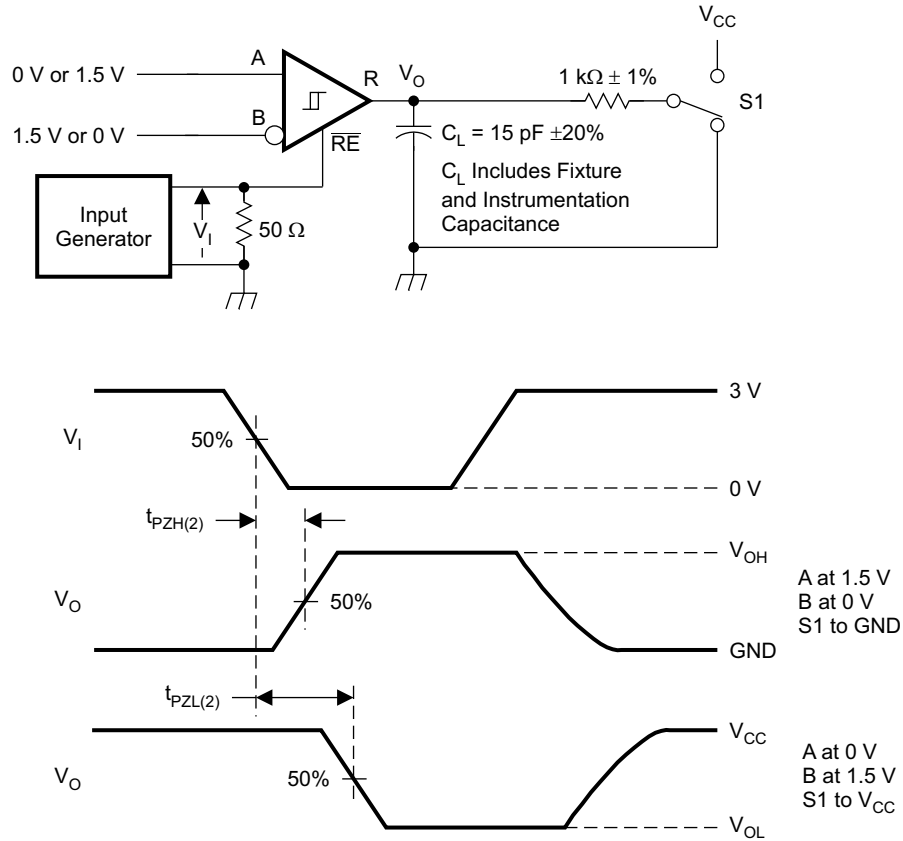 V_CC
0 V or 1.5 V
A
R
V_O
1 kΩ ± 1%
S1
1.5 V or 0 V
B
R̅E̅
C_L = 15 pF ±20%
C_L Includes Fixture
and Instrumentation
Capacitance
Input
Generator
V_I
50 Ω
3 V
V_I
50%
0 V
t_PZH(2)
V_OH
V_O
50%
A at 1.5 V
B at 0 V
S1 to GND
GND
t_PZL(2)
V_CC
V_O
50%
A at 0 V
B at 1.5 V
S1 to V_CC
V_OL